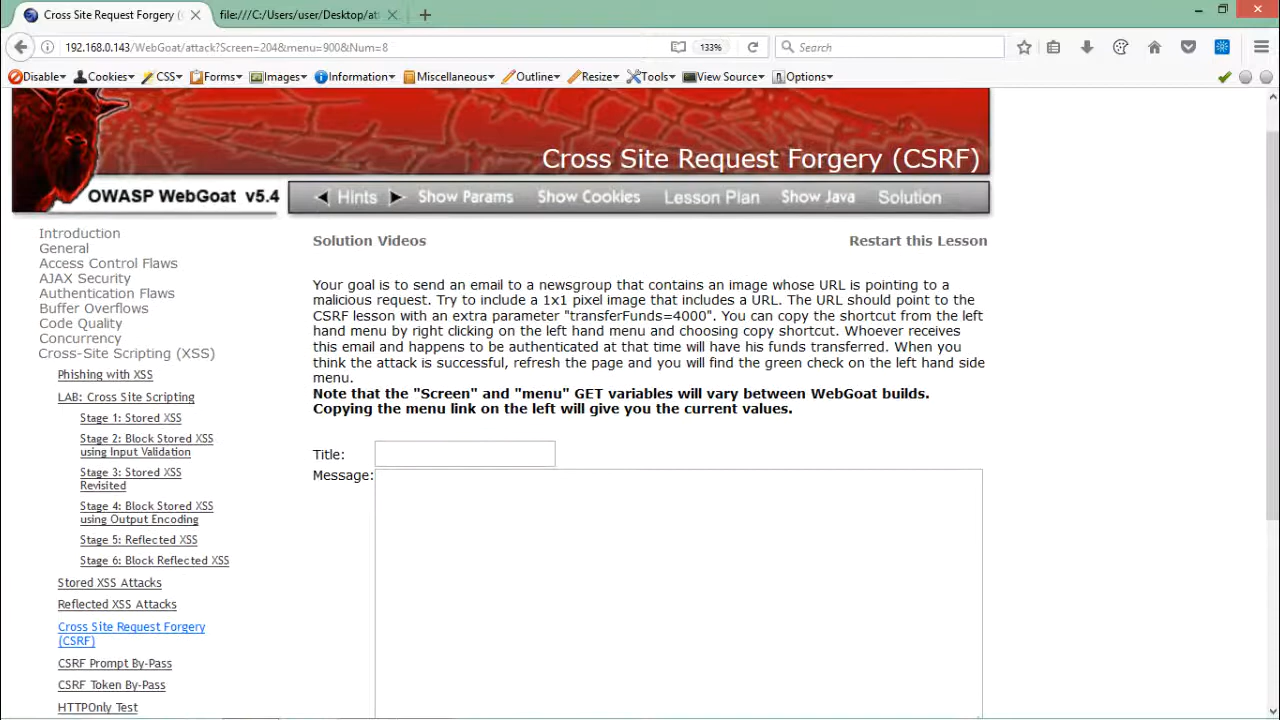 Cross Site Request Forgery (
file:///C:/Users/user/Desktop/at
192.168.0.143/WebGoat/attack?Screen=204&menu=900&Num=8
133%
Search
Disable
Cookies
CSS
Forms
Images
Information
Miscellaneous
Outline
Resize
Tools
View Source
Options
Cross Site Request Forgery (CSRF)
OWASP WebGoat v5.4
Hints
Show Params
Show Cookies
Lesson Plan
Show Java
Solution
Introduction
General
Access Control Flaws
AJAX Security
Authentication Flaws
Buffer Overflows
Code Quality
Concurrency
Cross-Site Scripting (XSS)
Phishing with XSS
LAB: Cross Site Scripting
Stage 1: Stored XSS
Stage 2: Block Stored XSS
using Input Validation
Stage 3: Stored XSS
Revisited
Stage 4: Block Stored XSS
using Output Encoding
Stage 5: Reflected XSS
Stage 6: Block Reflected XSS
Stored XSS Attacks
Reflected XSS Attacks
Cross Site Request Forgery
(CSRF)
CSRF Prompt By-Pass
CSRF Token By-Pass
HTTPOnly Test
Solution Videos
Restart this Lesson
Your goal is to send an email to a newsgroup that contains an image whose URL is pointing to a
malicious request. Try to include a 1x1 pixel image that includes a URL. The URL should point to the
CSRF lesson with an extra parameter "transferFunds=4000". You can copy the shortcut from the left
hand menu by right clicking on the left hand menu and choosing copy shortcut. Whoever receives
this email and happens to be authenticated at that time will have his funds transferred. When you
think the attack is successful, refresh the page and you will find the green check on the left hand side
menu.
Note that the "Screen" and "menu" GET variables will vary between WebGoat builds.
Copying the menu link on the left will give you the current values.
Title:
Message: